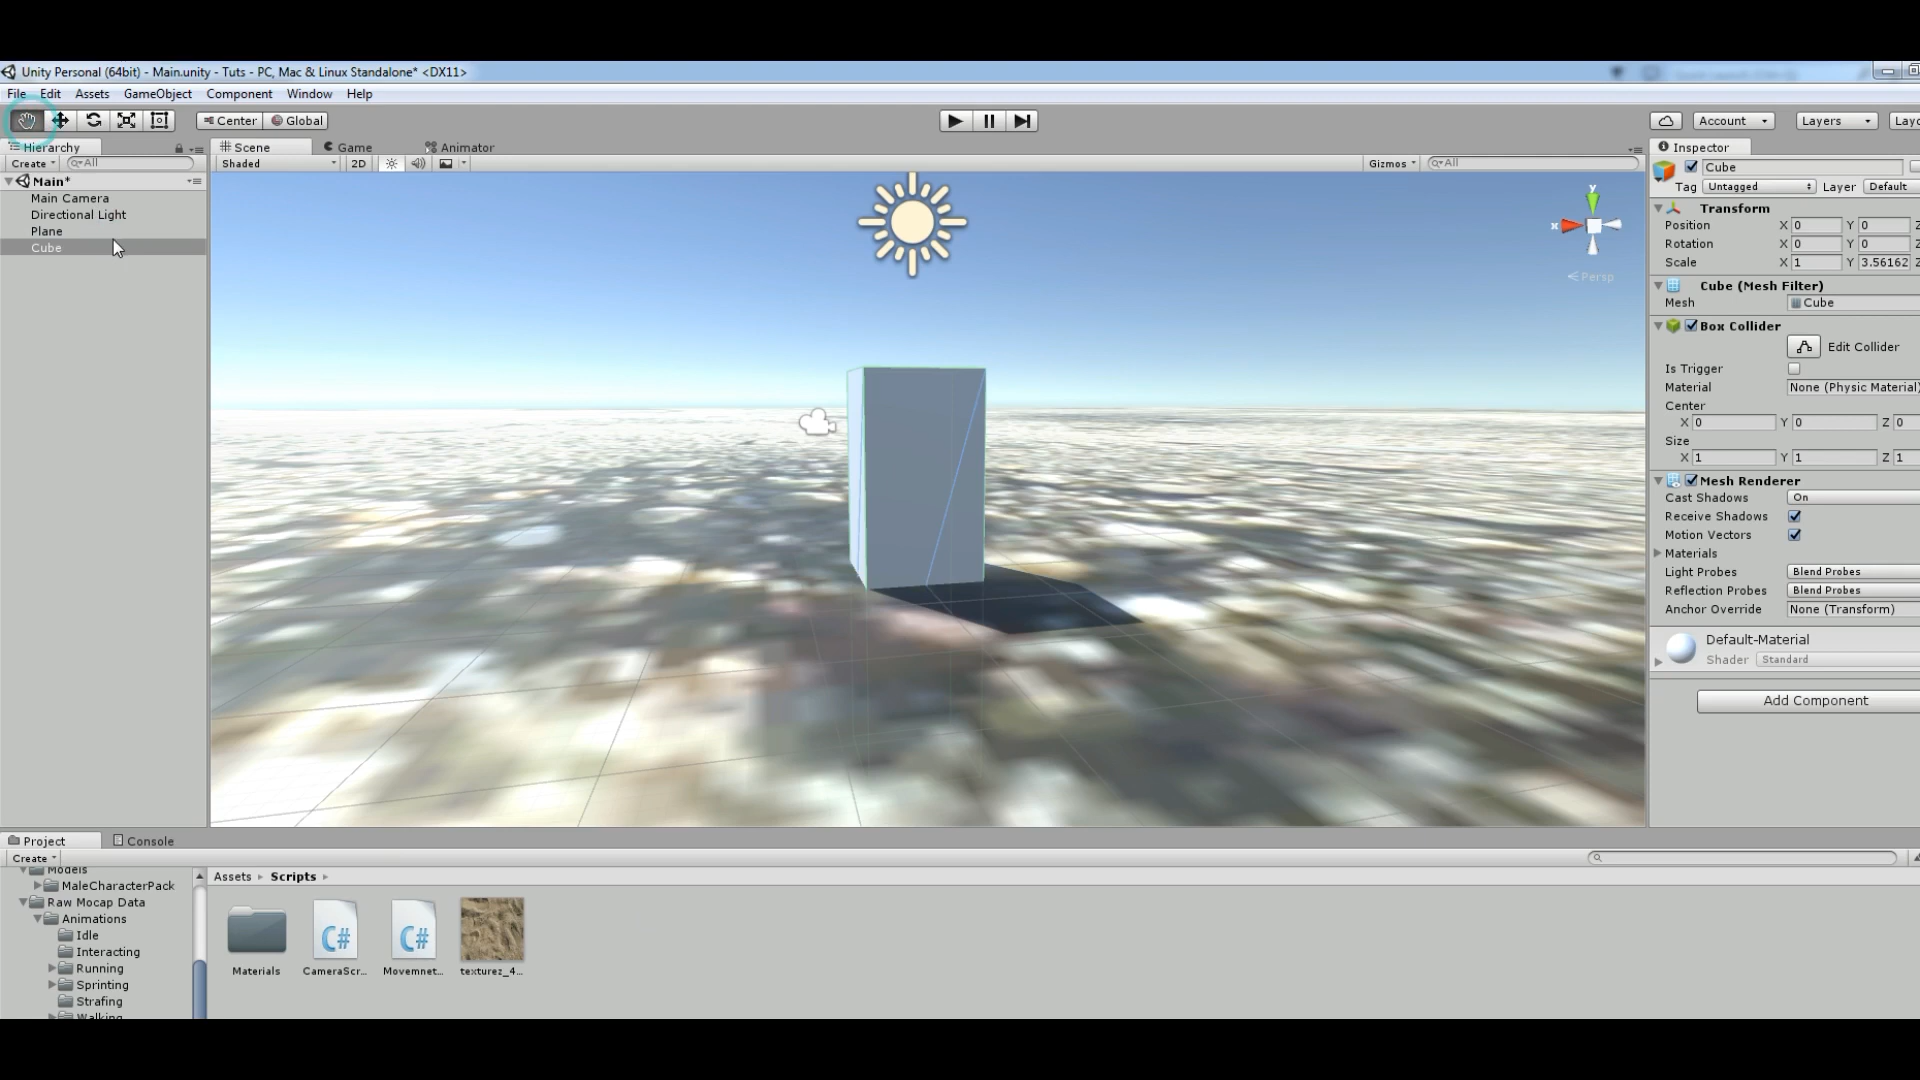 Unity Personal (64bit) - Main.unity - Tuts - PC, Mac & Linux Standalone* <DX11>
File Edit Assets GameObject Component Window Help
Center Global Account Layers Layo
Hierarchy Scene Game Animator Inspector
Create All Shaded 2D Gizmos All Cube
Main*
Tag Untagged Layer Default
Main Camera
Transform
Directional Light
Position X 0 Y 0 Z
Plane
Rotation X 0 Y 0 Z
Cube
Scale X 1 Y 3.56162 Z
y
x
Persp
Cube (Mesh Filter)
Mesh Cube
Box Collider
Edit Collider
Is Trigger
Material None (Physic Material)
Center
X 0 Y 0 Z 0
Size
X 1 Y 1 Z 1
Mesh Renderer
Cast Shadows On
Receive Shadows
Motion Vectors
Materials
Light Probes Blend Probes
Reflection Probes Blend Probes
Anchor Override None (Transform)
Default-Material
Shader Standard
Add Component
Project Console
Create
Models
MaleCharacterPack
Raw Mocap Data
Animations
Idle
Interacting
Running
Sprinting
Strafing
Walking
Assets Scripts
C# C#
Materials CameraScr... Movemnet... texturez_4...